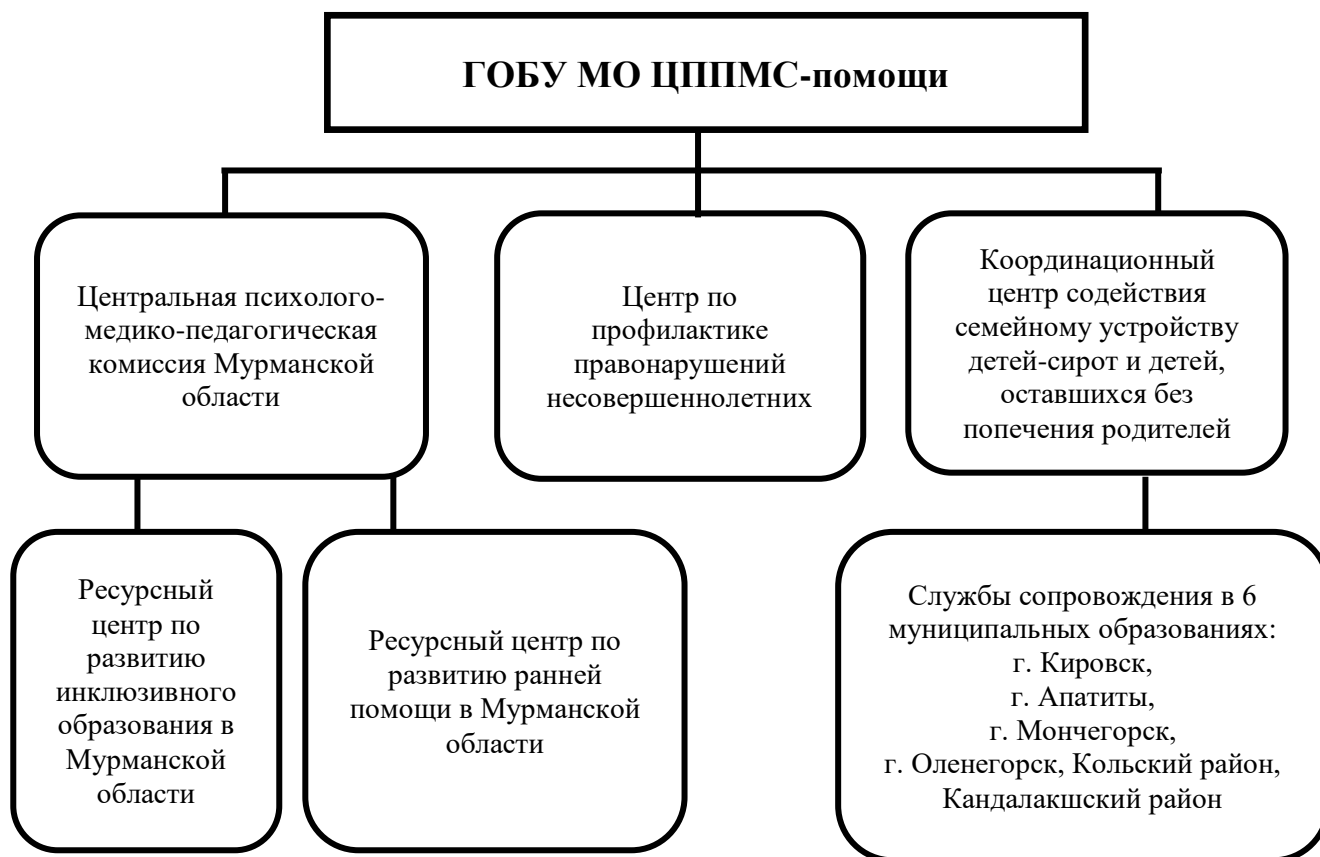 ГОБУ МО ЦППМС-помощи
Центральная психолого-
медико-педагогическая
комиссия Мурманской
области
Центр по
профилактике
правонарушений
несовершеннолетних
Координационный
центр содействия
семейному устройству
детей-сирот и детей,
оставшихся без
попечения родителей
Ресурсный
центр по
развитию
инклюзивного
образования в
Мурманской
области
Ресурсный центр по
развитию ранней
помощи в Мурманской
области
Службы сопровождения в 6
муниципальных образованиях:
г. Кировск,
г. Апатиты,
г. Мончегорск,
г. Оленегорск, Кольский район,
Кандалакшский район